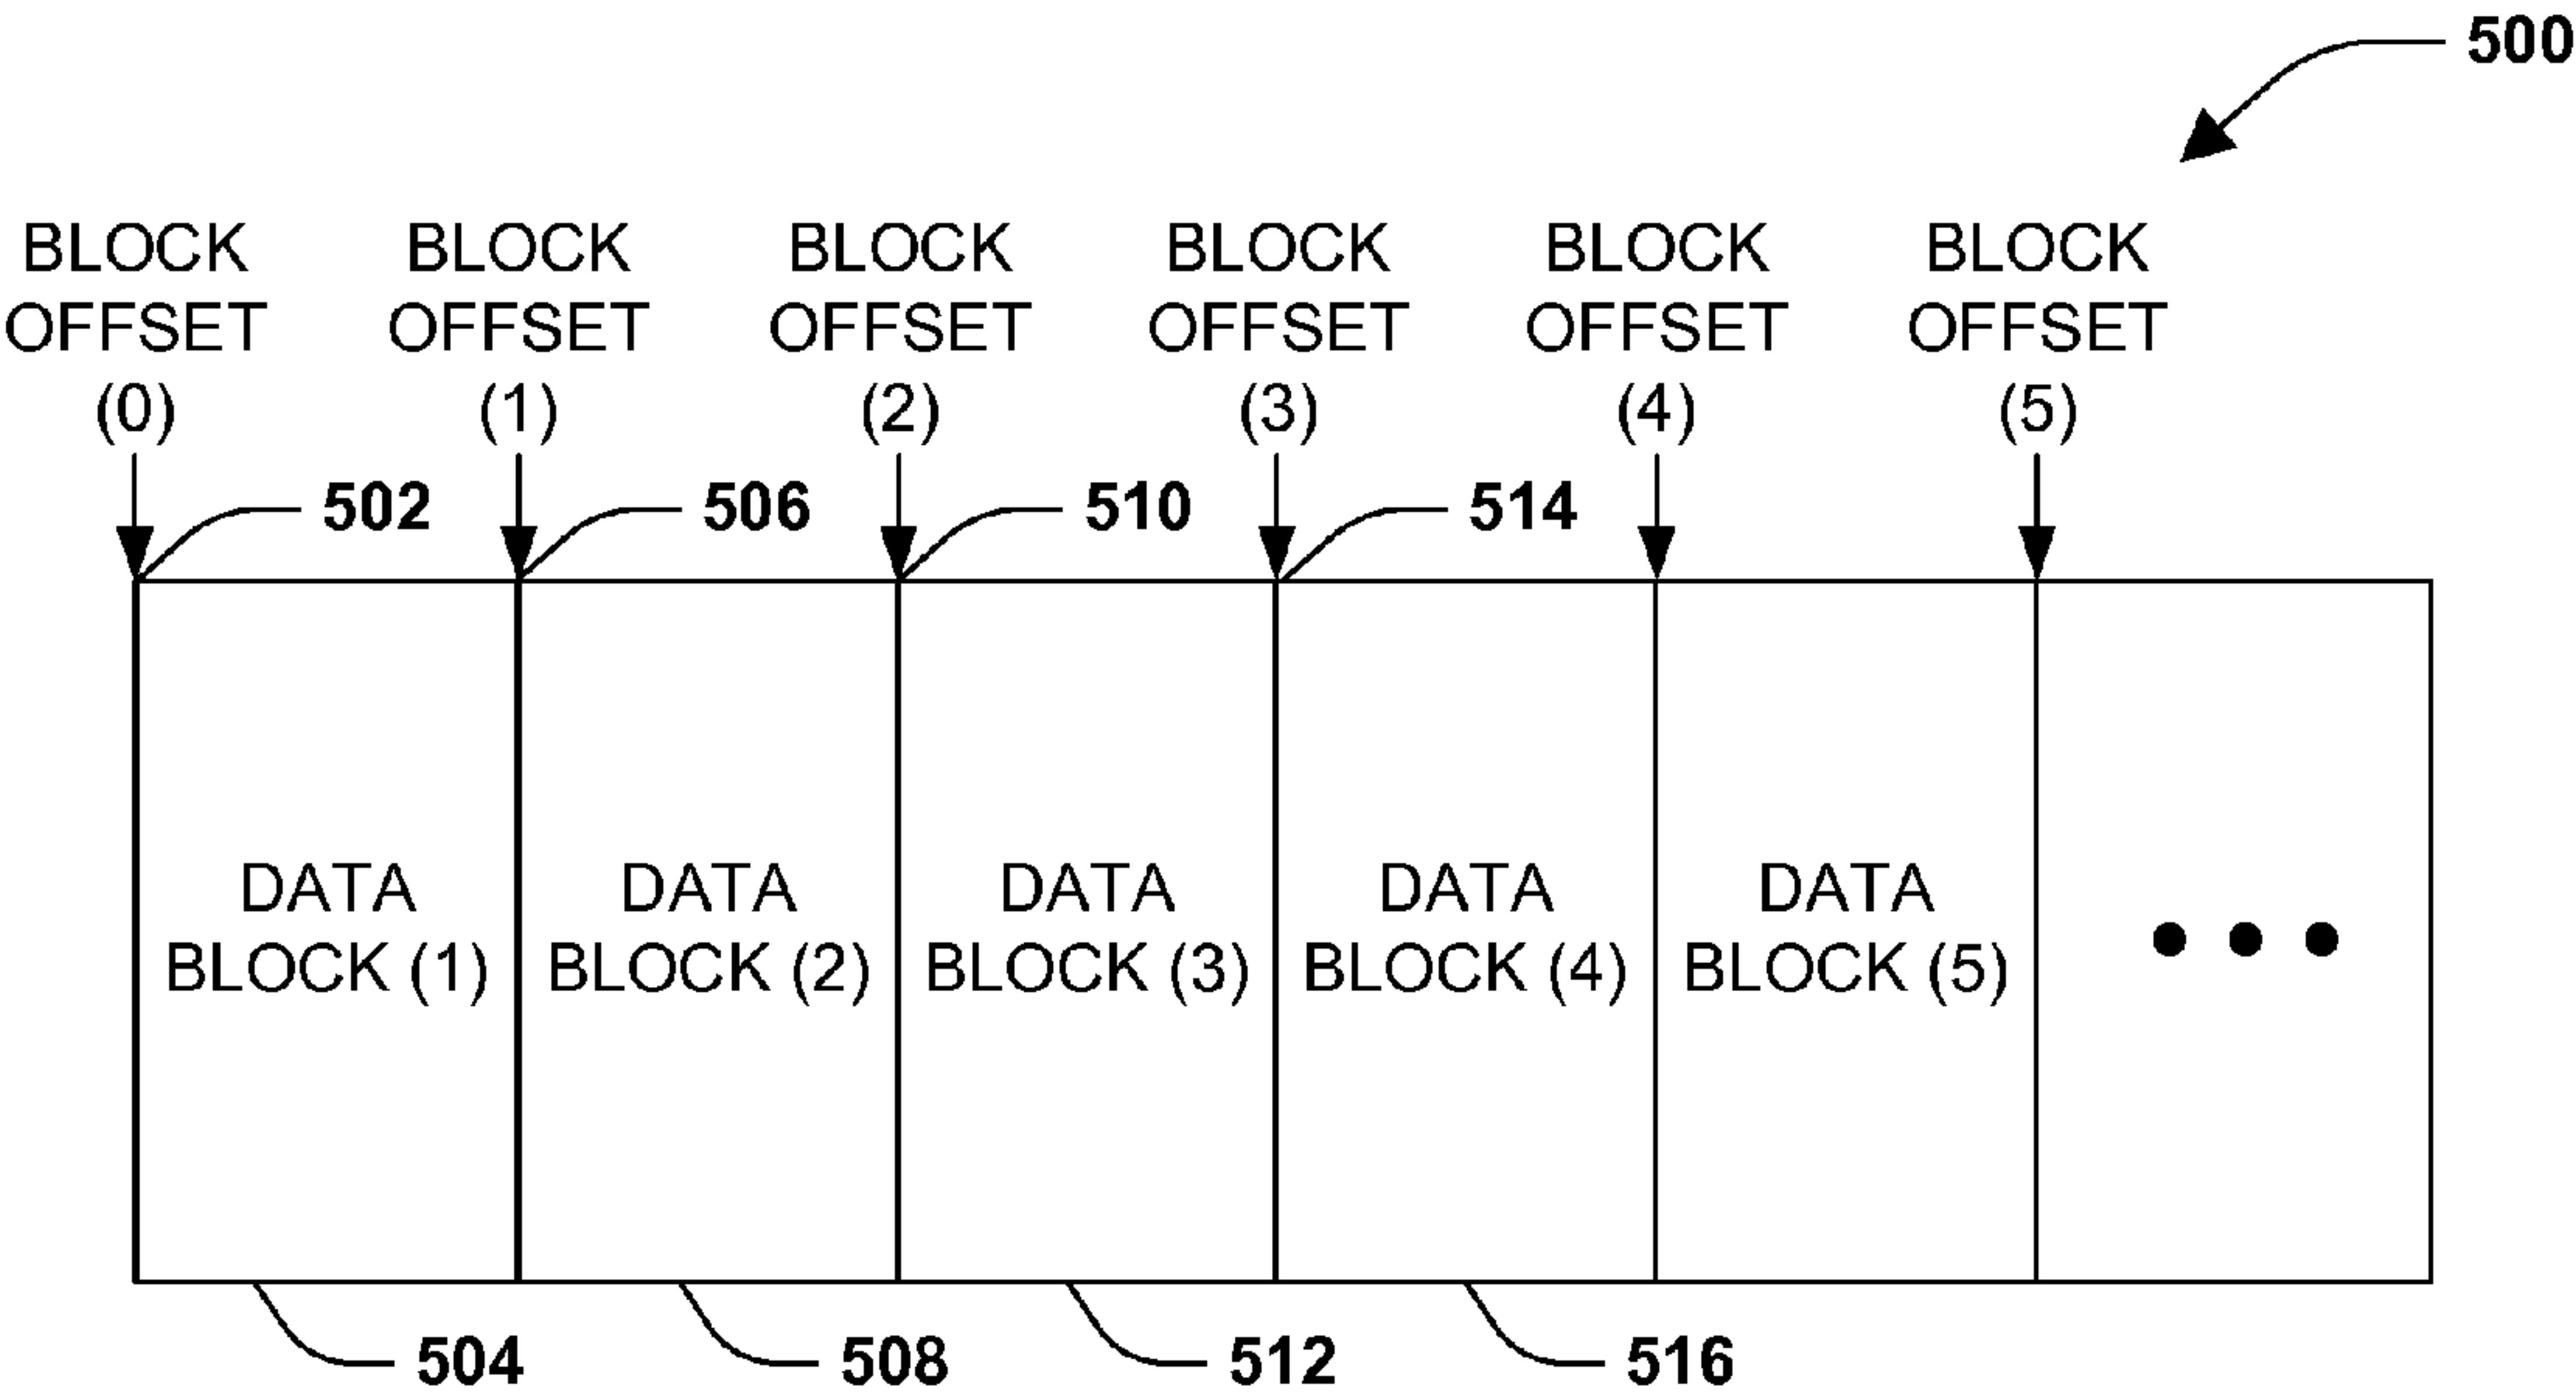 500
BLOCK
OFFSET
(0)
BLOCK
OFFSET
(1)
BLOCK
OFFSET
(2)
BLOCK
OFFSET
(3)
BLOCK
OFFSET
(4)
BLOCK
OFFSET
(5)
502
506
510
514
DATA
BLOCK (1)
DATA
BLOCK (2)
DATA
BLOCK (3)
DATA
BLOCK (4)
DATA
BLOCK (5)
504
508
512
516